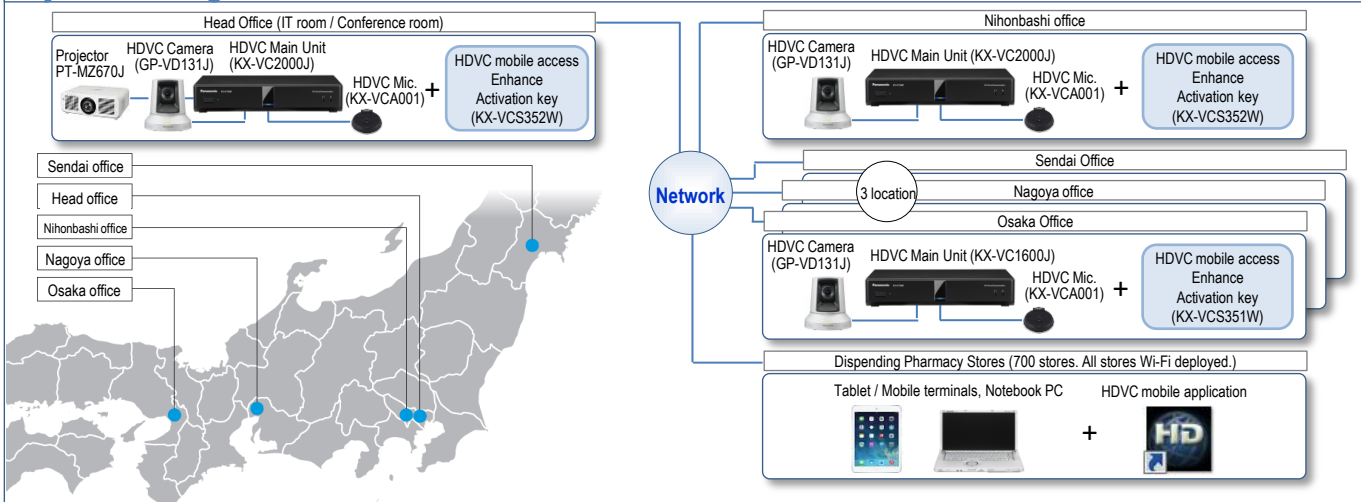 Head Office (IT room / Conference room)
Projector
PT-MZ670J
HDVC Camera
(GP-VD131J)
HDVC Main Unit
(KX-VC2000J)
HDVC Mic.
(KX-VCA001)
+
HDVC mobile access
Enhance
Activation key
(KX-VCS352W)
Nihonbashi office
HDVC Camera
(GP-VD131J)
HDVC Main Unit (KX-VC2000J)
HDVC Mic.
(KX-VCA001)
+
HDVC mobile access
Enhance
Activation key
(KX-VCS352W)
Sendai office
Head office
Nihonbashi office
Nagoya office
Osaka office
Network
Sendai Office
3 location
Nagoya office
Osaka Office
HDVC Camera
(GP-VD131J)
HDVC Main Unit (KX-VC1600J)
HDVC Mic.
(KX-VCA001)
+
HDVC mobile access
Enhance
Activation key
(KX-VCS351W)
Dispending Pharmacy Stores (700 stores. All stores Wi-Fi deployed.)
Tablet / Mobile terminals, Notebook PC
HDVC mobile application
+
HD